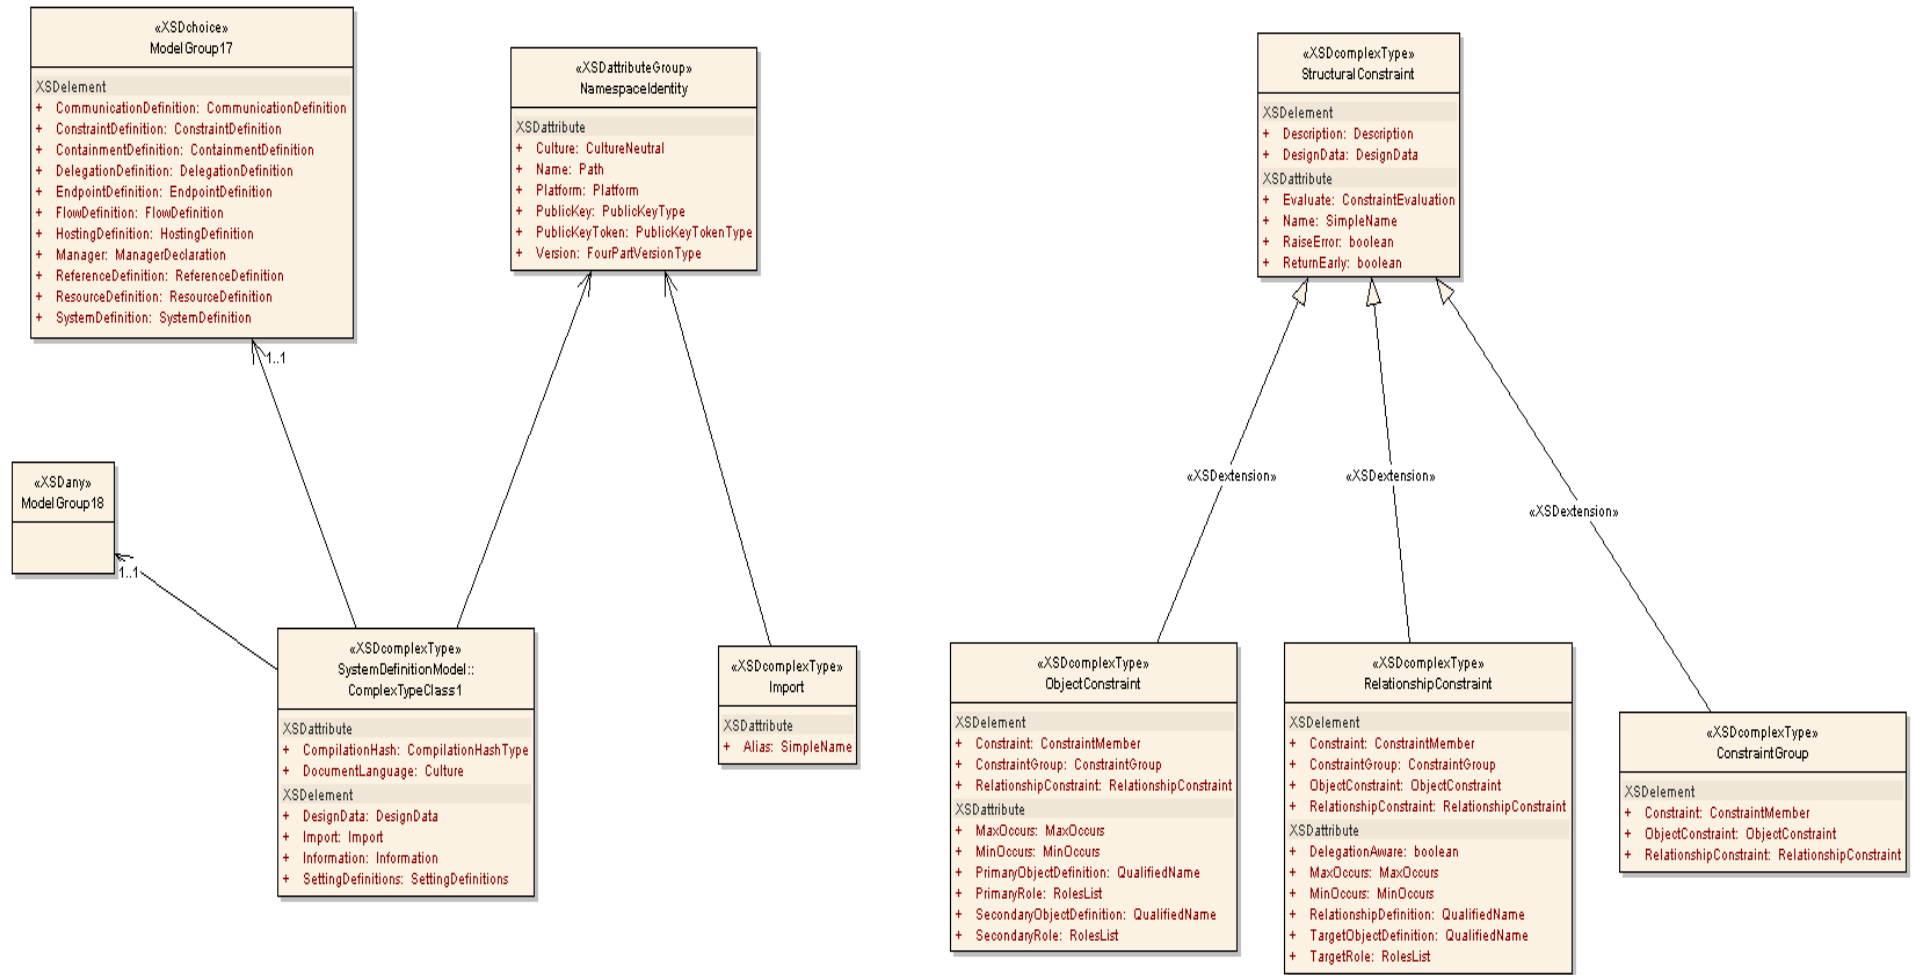 «XSDchoice»
ModelGroup17
XSDelement
+ CommunicationDefinition: CommunicationDefinition
+ ConstraintDefinition: ConstraintDefinition
+ ContainmentDefinition: ContainmentDefinition
+ DelegationDefinition: DelegationDefinition
+ EndpointDefinition: EndpointDefinition
+ FlowDefinition: FlowDefinition
+ HostingDefinition: HostingDefinition
+ Manager: ManagerDeclaration
+ ReferenceDefinition: ReferenceDefinition
+ ResourceDefinition: ResourceDefinition
+ SystemDefinition: SystemDefinition
1..1
«XSDattributeGroup»
NamespaceIdentity
XSDattribute
+ Culture: CultureNeutral
+ Name: Path
+ Platform: Platform
+ PublicKey: PublicKeyType
+ PublicKeyToken: PublicKeyTokenType
+ Version: FourPartVersionType
«XSDcomplexType»
StructuralConstraint
XSDelement
+ Description: Description
+ DesignData: DesignData
XSDattribute
+ Evaluate: ConstraintEvaluation
+ Name: SimpleName
+ RaiseError: boolean
+ ReturnEarly: boolean
«XSDextension»
«XSDextension»
«XSDextension»
«XSDany»
ModelGroup18
1..1
«XSDcomplexType»
SystemDefinitionModel::
ComplexTypeClass1
XSDattribute
+ CompilationHash: CompilationHashType
+ DocumentLanguage: Culture
XSDelement
+ DesignData: DesignData
+ Import: Import
+ Information: Information
+ SettingDefinitions: SettingDefinitions
«XSDcomplexType»
Import
XSDattribute
+ Alias: SimpleName
«XSDcomplexType»
ObjectConstraint
XSDelement
+ Constraint: ConstraintMember
+ ConstraintGroup: ConstraintGroup
+ RelationshipConstraint: RelationshipConstraint
XSDattribute
+ MaxOccurs: MaxOccurs
+ MinOccurs: MinOccurs
+ PrimaryObjectDefinition: QualifiedName
+ PrimaryRole: RolesList
+ SecondaryObjectDefinition: QualifiedName
+ SecondaryRole: RolesList
«XSDcomplexType»
RelationshipConstraint
XSDelement
+ Constraint: ConstraintMember
+ ConstraintGroup: ConstraintGroup
+ ObjectConstraint: ObjectConstraint
+ RelationshipConstraint: RelationshipConstraint
XSDattribute
+ DelegationAware: boolean
+ MaxOccurs: MaxOccurs
+ MinOccurs: MinOccurs
+ RelationshipDefinition: QualifiedName
+ TargetObjectDefinition: QualifiedName
+ TargetRole: RolesList
«XSDcomplexType»
ConstraintGroup
XSDelement
+ Constraint: ConstraintMember
+ ObjectConstraint: ObjectConstraint
+ RelationshipConstraint: RelationshipConstraint